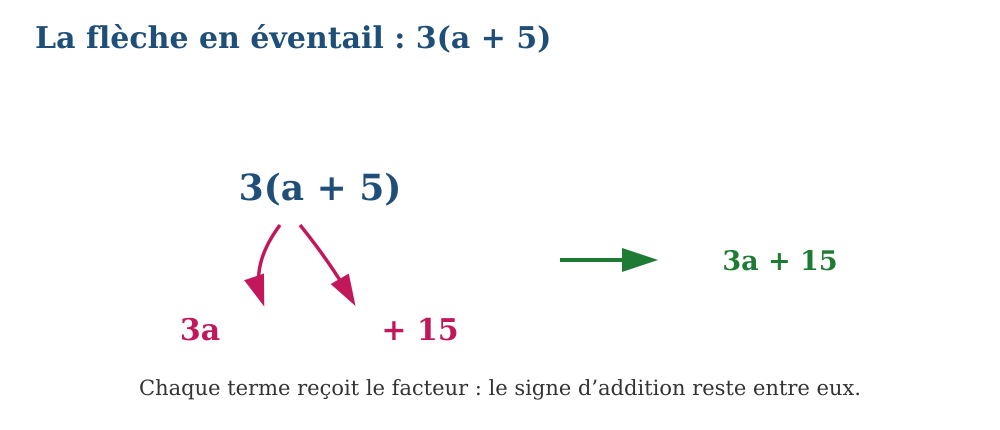 La flèche en éventail : 3(a + 5)
3(a + 5)
3a + 15
3a
+ 15
Chaque terme reçoit le facteur : le signe d’addition reste entre eux.